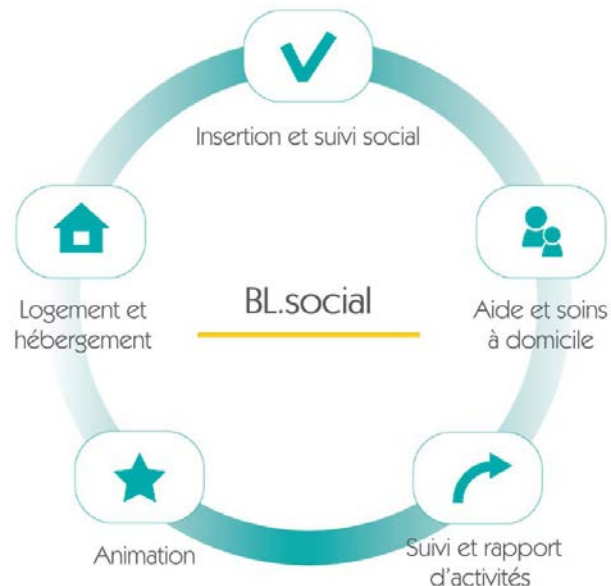 Insertion et suivi social
Logement et
hébergement
BL.social
Aide et soins
à domicile
Animation
Suivi et rapport
d'activités